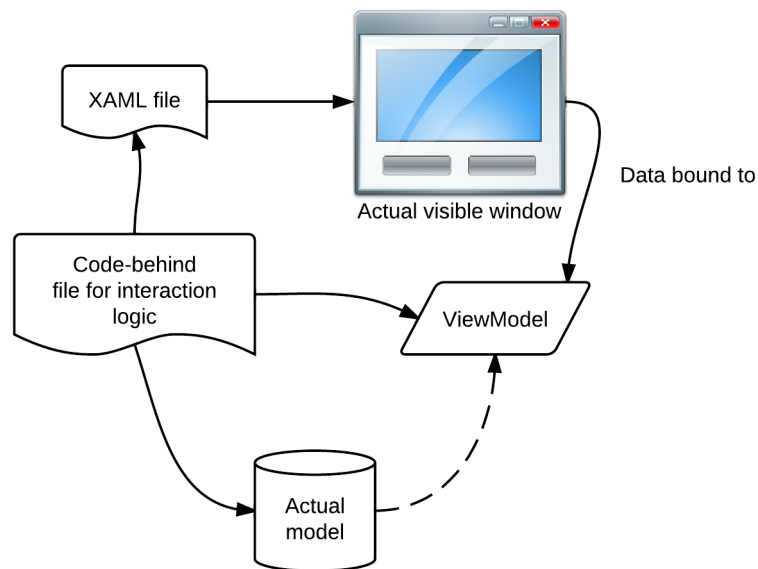 XAML file
Actual visible window
Data bound to
Code-behind
file for interaction
logic
ViewModel
Actual
model